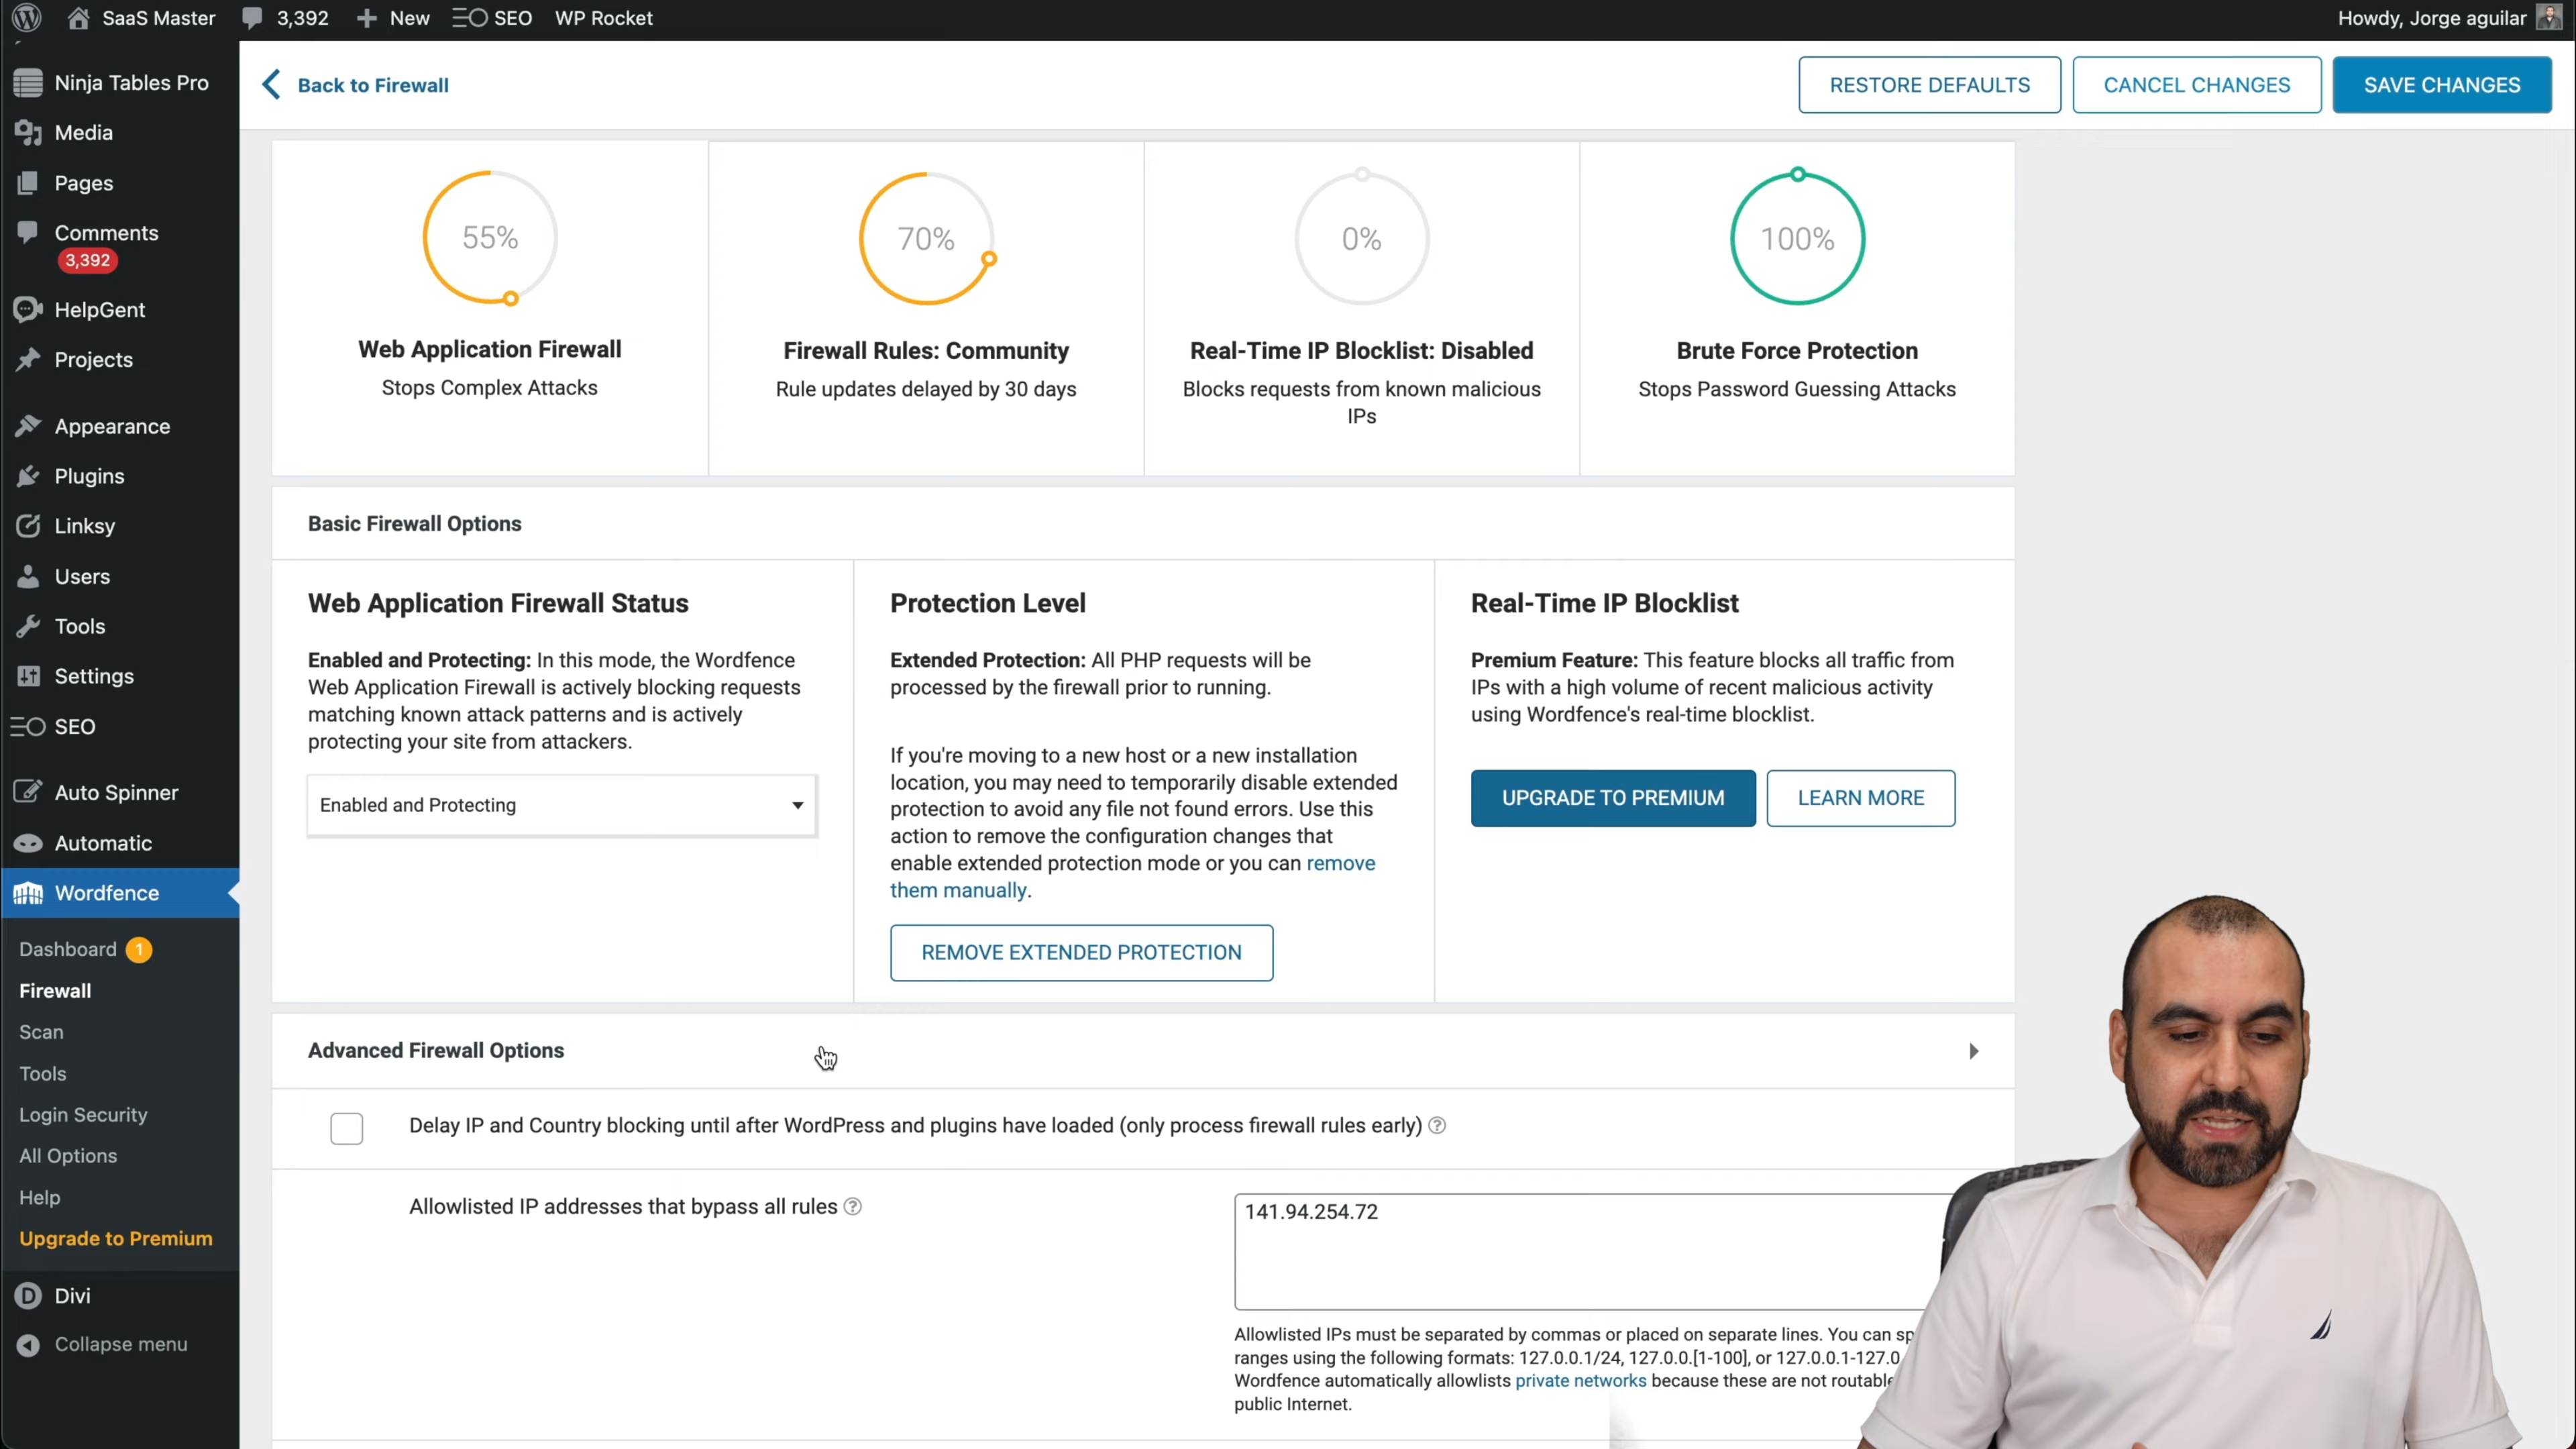 SaaS Master
3,392
New
SEO
WP Rocket
Howdy, Jorge aguilar
Ninja Tables Pro
Media
Pages
Comments
3,392
HelpGent
Projects
Appearance
Plugins
Linksy
Users
Tools
Settings
SEO
Auto Spinner
Automatic
Wordfence
Dashboard 1
Firewall
Scan
Tools
Login Security
All Options
Help
Upgrade to Premium
Divi
Collapse menu
Back to Firewall
RESTORE DEFAULTS
CANCEL CHANGES
SAVE CHANGES
55%
Web Application Firewall
Stops Complex Attacks
70%
Firewall Rules: Community
Rule updates delayed by 30 days
0%
Real-Time IP Blocklist: Disabled
Blocks requests from known malicious
IPs
100%
Brute Force Protection
Stops Password Guessing Attacks
Basic Firewall Options
Web Application Firewall Status
Enabled and Protecting: In this mode, the Wordfence
Web Application Firewall is actively blocking requests
matching known attack patterns and is actively
protecting your site from attackers.
Enabled and Protecting
Protection Level
Extended Protection: All PHP requests will be
processed by the firewall prior to running.
If you're moving to a new host or a new installation
location, you may need to temporarily disable extended
protection to avoid any file not found errors. Use this
action to remove the configuration changes that
enable extended protection mode or you can remove
them manually.
REMOVE EXTENDED PROTECTION
Real-Time IP Blocklist
Premium Feature: This feature blocks all traffic from
IPs with a high volume of recent malicious activity
using Wordfence's real-time blocklist.
UPGRADE TO PREMIUM
LEARN MORE
Advanced Firewall Options
Delay IP and Country blocking until after WordPress and plugins have loaded (only process firewall rules early)
Allowlisted IP addresses that bypass all rules
141.94.254.72
Allowlisted IPs must be separated by commas or placed on separate lines. You can sp
ranges using the following formats: 127.0.0.1/24, 127.0.0.[1-100], or 127.0.0.1-127.0
Wordfence automatically allowlists private networks because these are not routable
public Internet.